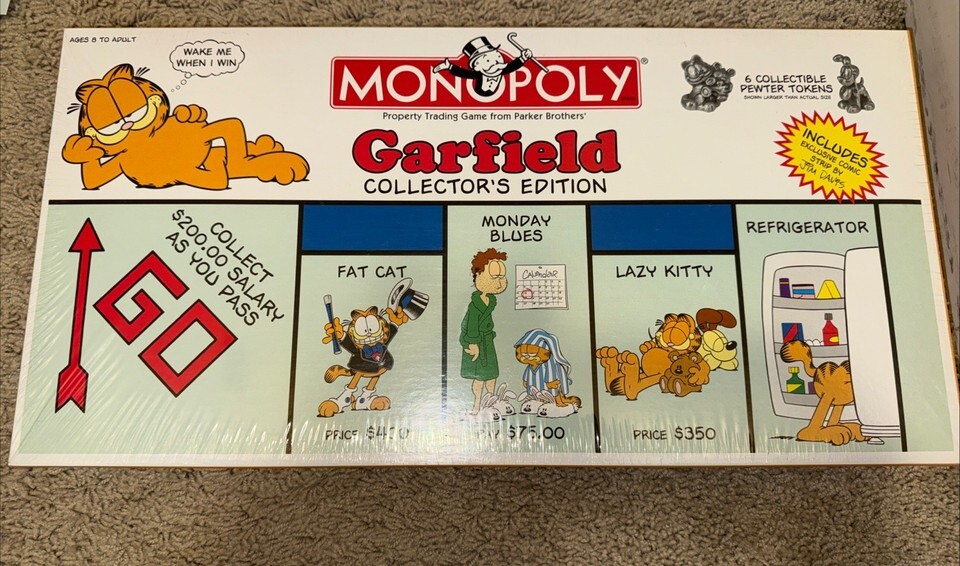 AGES 8 TO ADULT
WAKE ME
WHEN I WIN
MONOPOLY®
Property Trading Game from Parker Brothers®
Garfield
COLLECTOR'S EDITION
6 COLLECTIBLE
PEWTER TOKENS
SHOWN LARGER THAN ACTUAL SIZE
INCLUDES
EXCLUSIVE COMIC
STRIP BY
JIM DAVIS
COLLECT
$200.00 SALARY
AS YOU PASS
GO
FAT CAT
PRICE $400
MONDAY
BLUES
Calendar
PAY $75.00
LAZY KITTY
PRICE $350
REFRIGERATOR